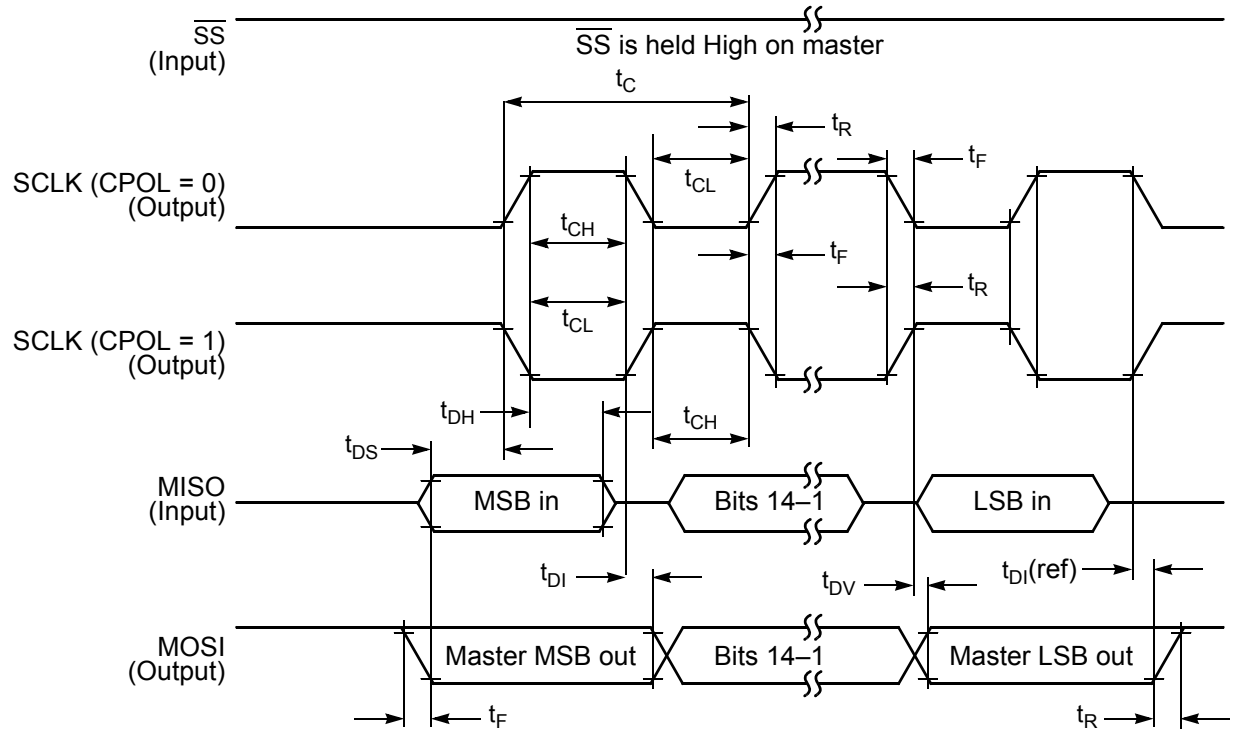 SS
(Input)
SS is held High on master
tC
tR
tF
SCLK (CPOL = 0)
(Output)
tCL
tCH
tF
tR
tCL
SCLK (CPOL = 1)
(Output)
tDH
tCH
tDS
MISO
(Input)
MSB in
Bits 14–1
LSB in
tDI
tDV
tDI(ref)
MOSI
(Output)
Master MSB out
Bits 14–1
Master LSB out
tF
tR